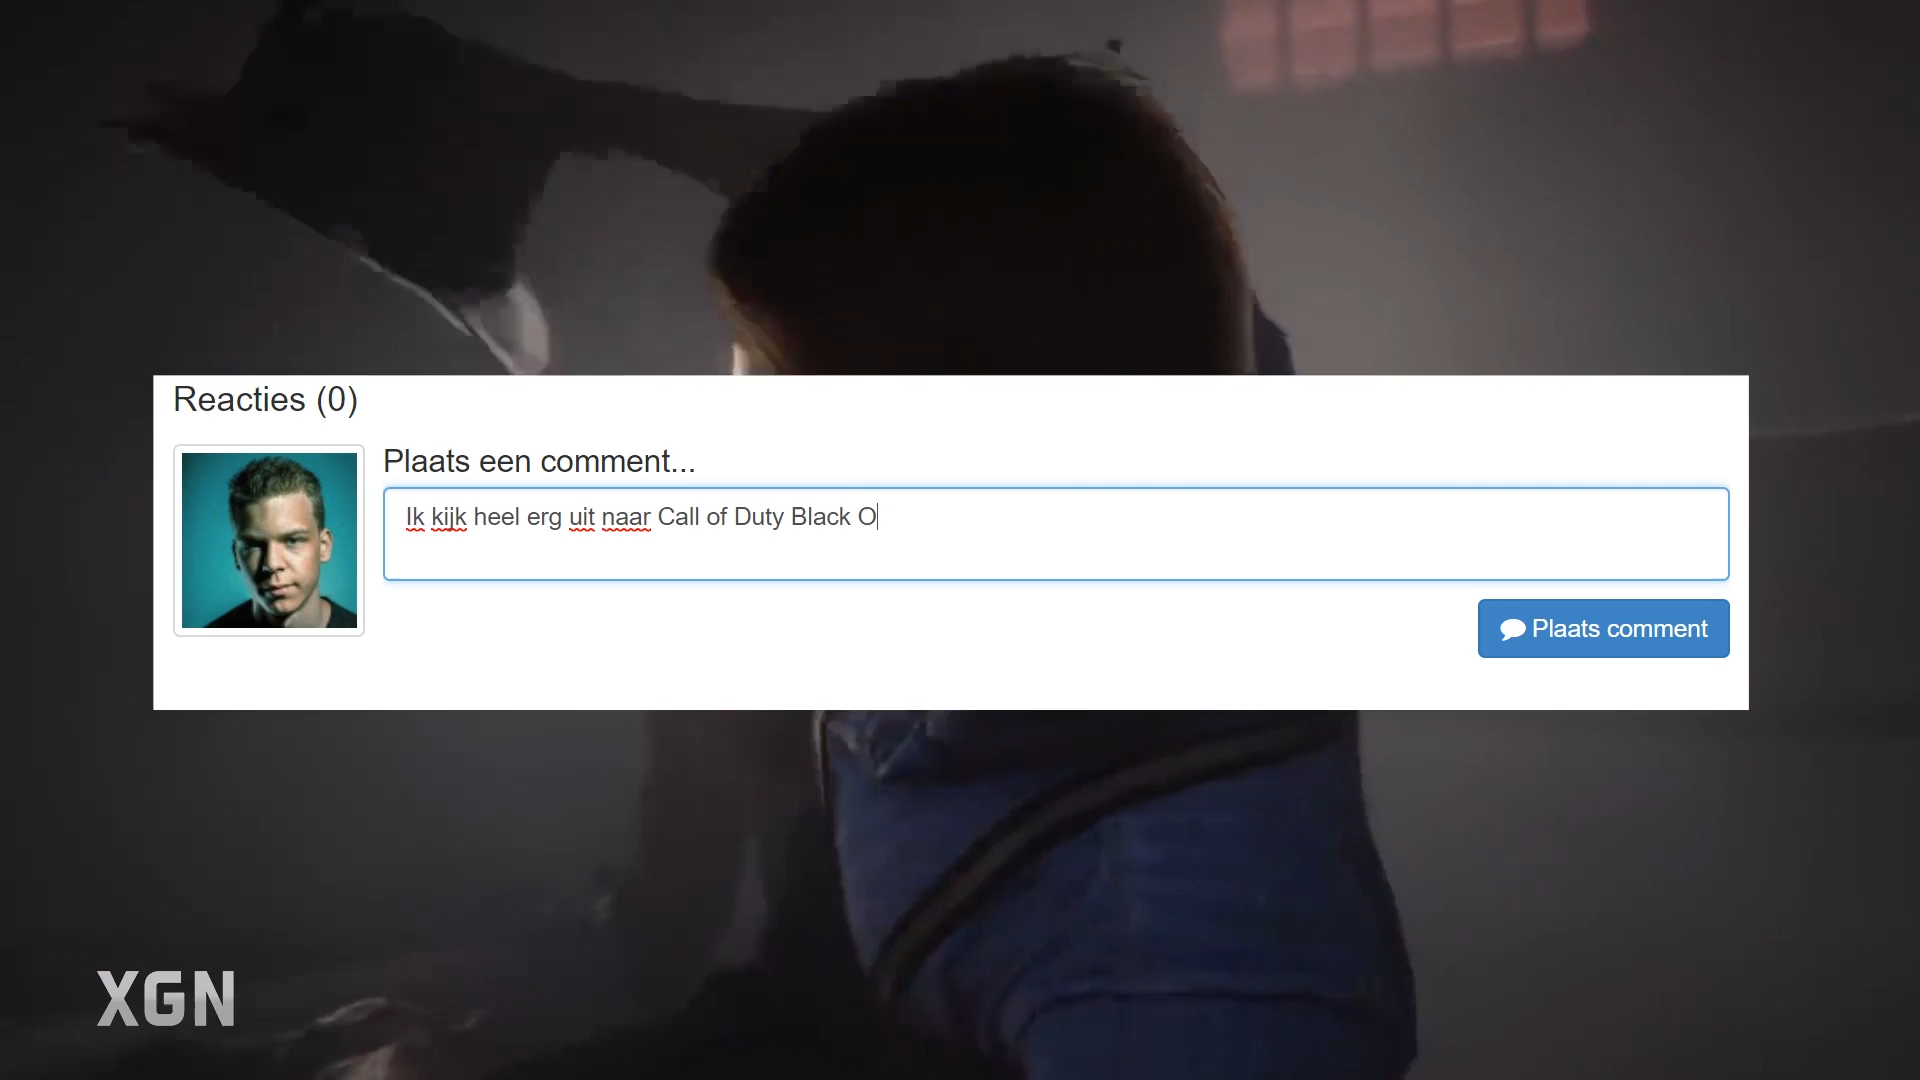 Reacties (0)
Plaats een comment...
Ik kijk heel erg uit naar Call of Duty Black O
Plaats comment
XGN